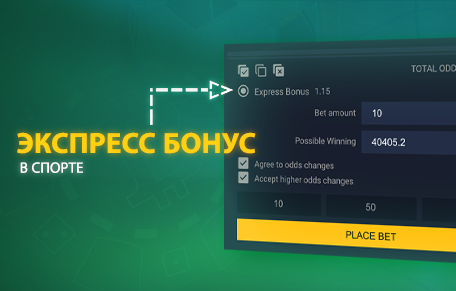 TOTAL ODD
Express Bonus 1.15
Bet amount 10
ЭКСПРЕСС БОНУС
Possible Winning 40405.2
В СПОРТЕ
Agree to odds changes
Accept higher odds changes
10 50
PLACE BET